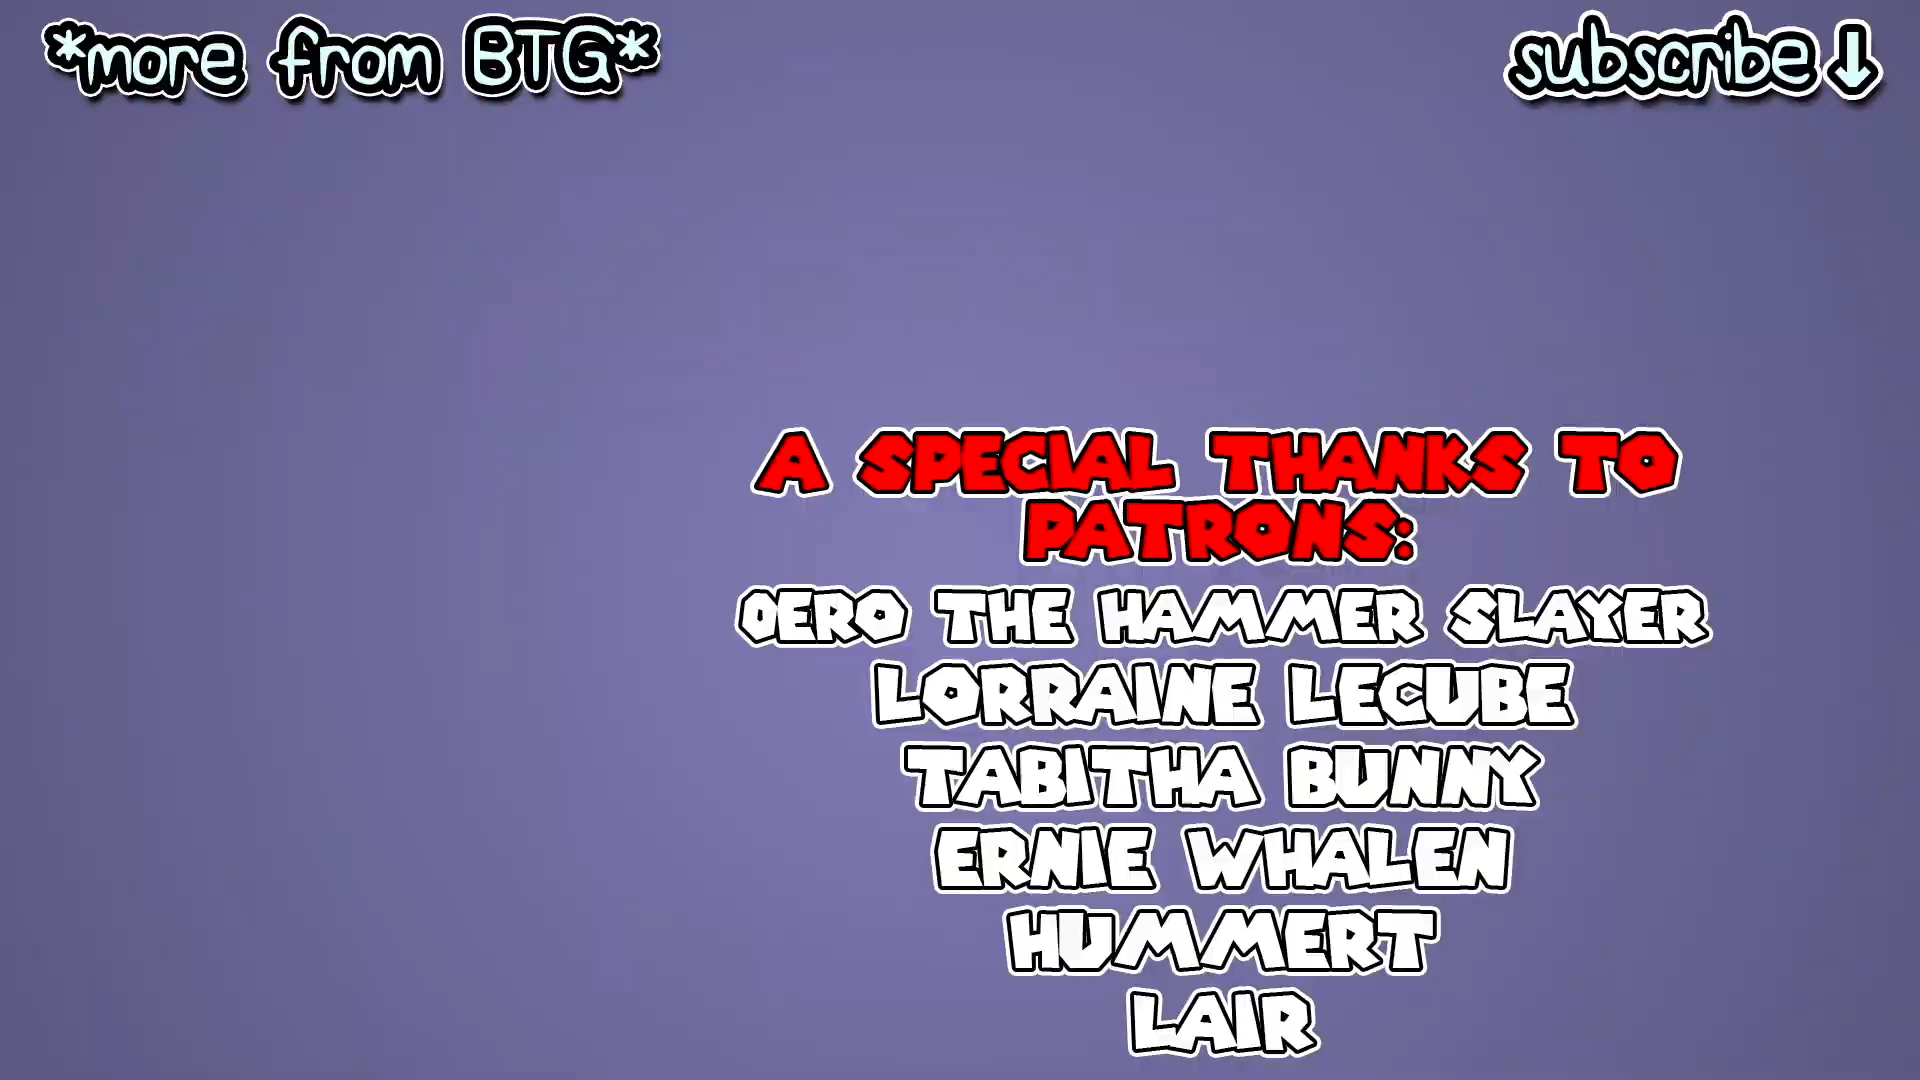 *more from BTG*
subscribe↓
A SPECIAL THANKS TO
PATRONS:
OERO THE HAMMER SLAYER
LORRAINE LECUBE
TABITHA BUNNY
ERNIE WHALEN
HUMMERT
LAIR